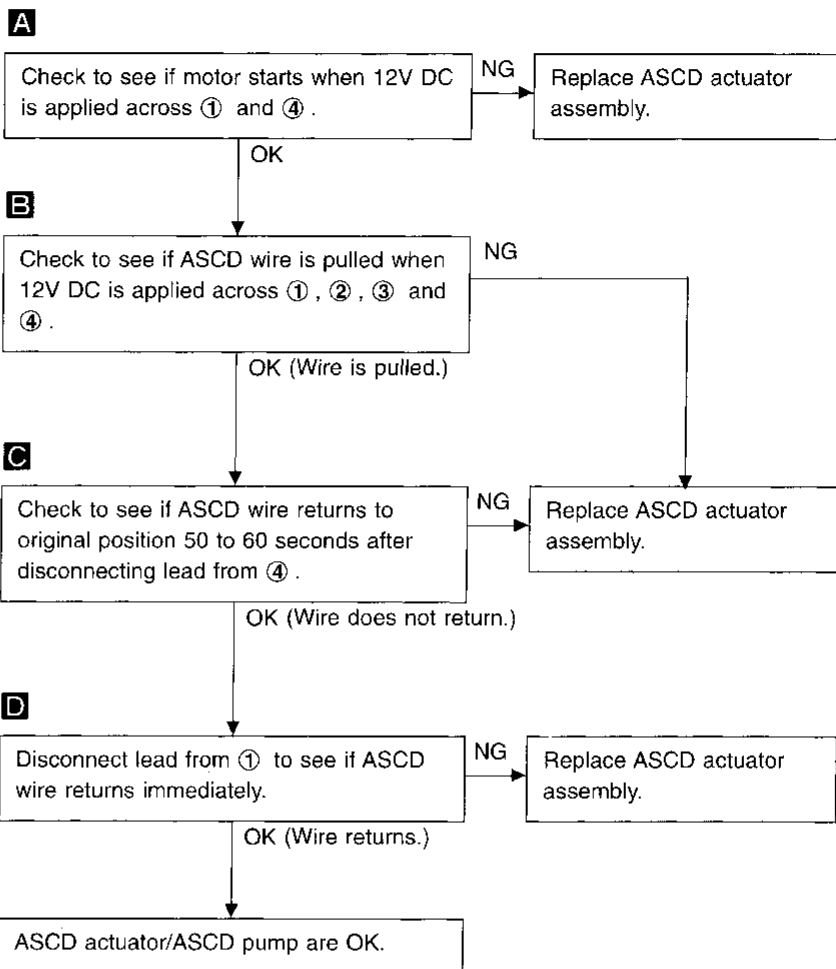 A
Check to see if motor starts when 12V DC
is applied across ① and ④ .
NG
Replace ASCD actuator
assembly.
OK
B
Check to see if ASCD wire is pulled when
12V DC is applied across ① , ② , ③ and
④ .
NG
OK (Wire is pulled.)
C
Check to see if ASCD wire returns to
original position 50 to 60 seconds after
disconnecting lead from ④ .
NG
Replace ASCD actuator
assembly.
OK (Wire does not return.)
D
Disconnect lead from ① to see if ASCD
wire returns immediately.
NG
Replace ASCD actuator
assembly.
OK (Wire returns.)
ASCD actuator/ASCD pump are OK.